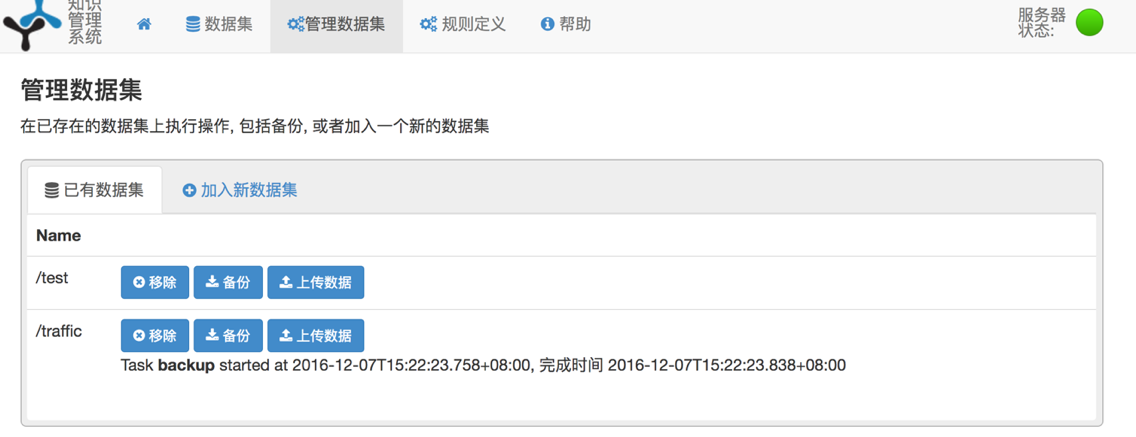 知识
管理
系统
数据集
管理数据集
规则定义
帮助
服务器
状态:
管理数据集
在已存在的数据集上执行操作, 包括备份, 或者加入一个新的数据集
已有数据集
加入新数据集
Name
/test
移除
备份
上传数据
/traffic
移除
备份
上传数据
Task backup started at 2016-12-07T15:22:23.758+08:00, 完成时间 2016-12-07T15:22:23.838+08:00